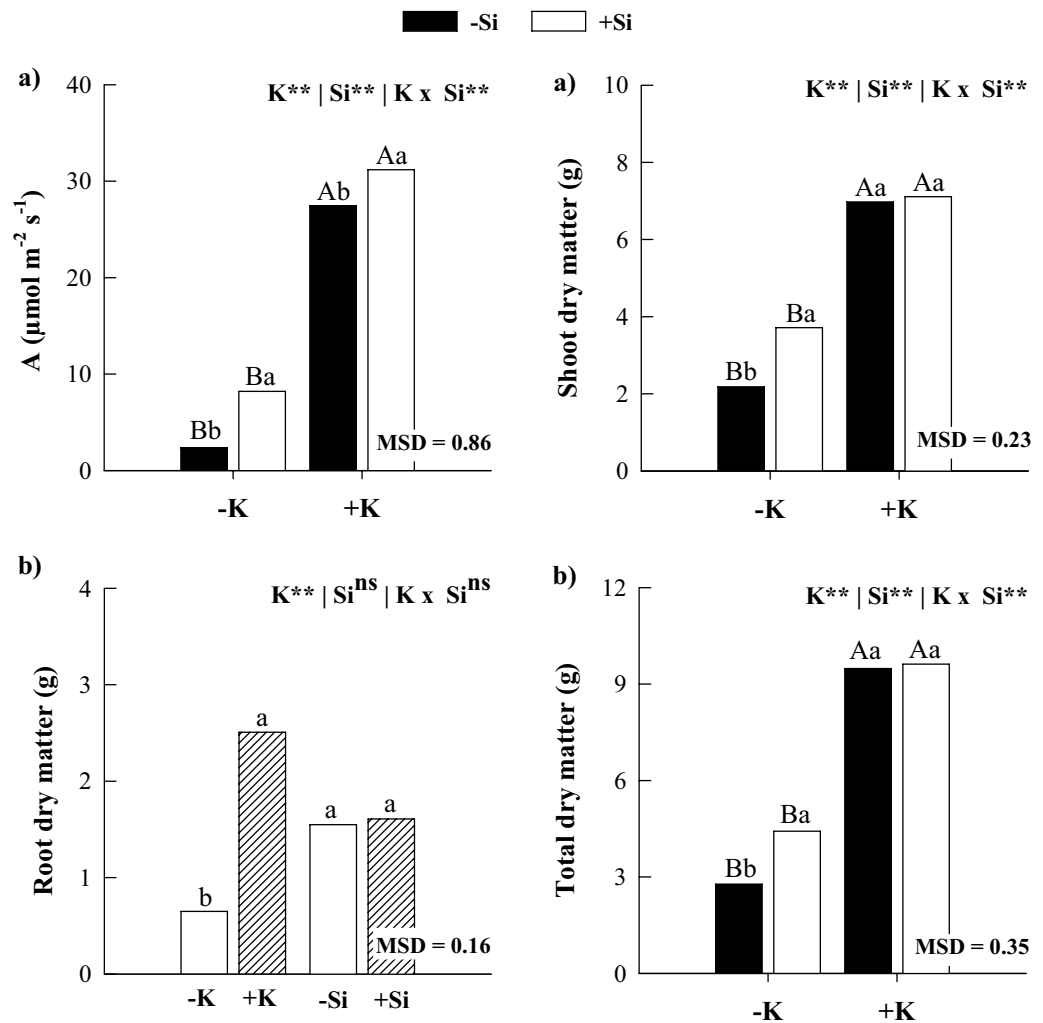 -Si +Si
a)
K** | Si** | K x Si**
A (µmol m⁻² s⁻¹)
40
30
20
10
0
Bb Ba Ab Aa
MSD = 0.86
-K +K
a)
K** | Si** | K x Si**
Shoot dry matter (g)
10
8
6
4
2
0
Bb Ba Aa Aa
MSD = 0.23
-K +K
b)
K** | Siⁿˢ | K x Siⁿˢ
Root dry matter (g)
4
3
2
1
0
b a a a
MSD = 0.16
-K +K -Si +Si
b)
K** | Si** | K x Si**
Total dry matter (g)
12
9
6
3
0
Bb Ba Aa Aa
MSD = 0.35
-K +K